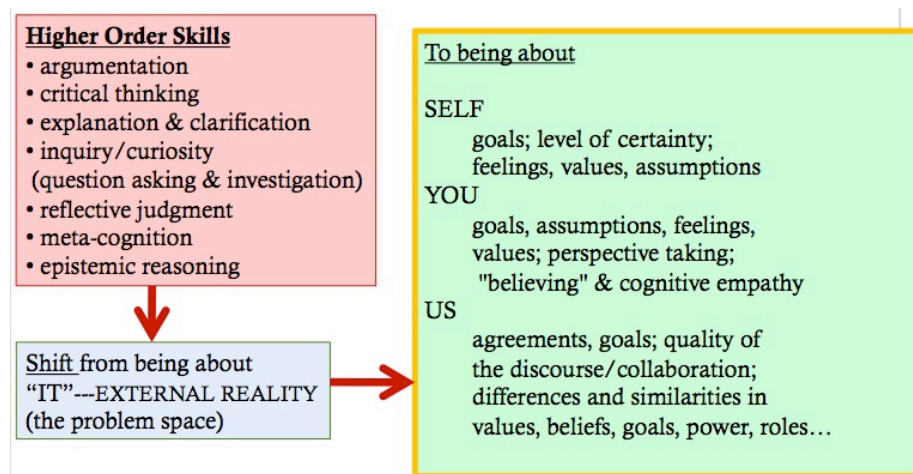 Higher Order Skills
• argumentation
• critical thinking
• explanation & clarification
• inquiry/curiosity
(question asking & investigation)
• reflective judgment
• meta-cognition
• epistemic reasoning
Shift from being about
“IT”---EXTERNAL REALITY
(the problem space)
To being about
SELF
goals; level of certainty;
feelings, values, assumptions
YOU
goals, assumptions, feelings,
values; perspective taking;
"believing" & cognitive empathy
US
agreements, goals; quality of
the discourse/collaboration;
differences and similarities in
values, beliefs, goals, power, roles…